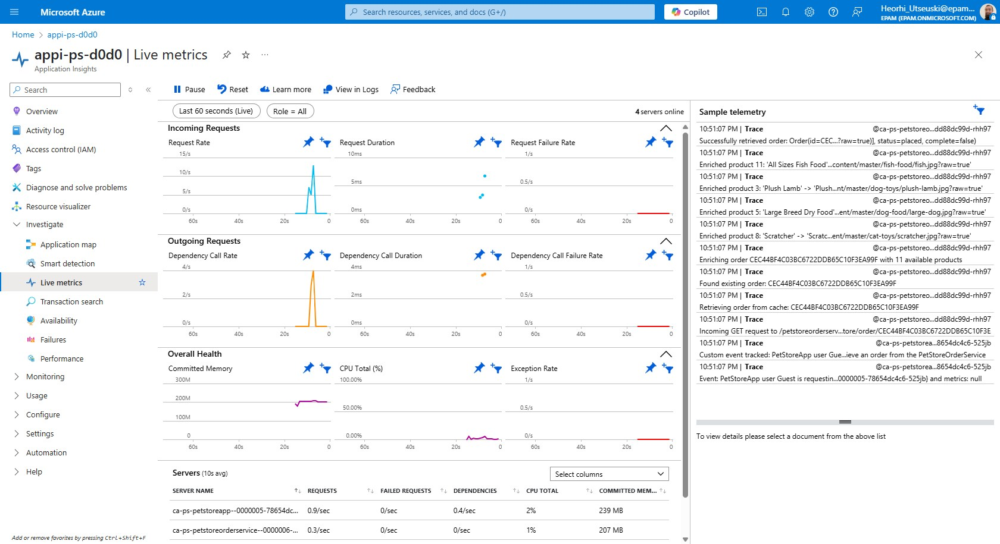 Microsoft Azure
Search resources, services, and docs (G+/)
Copilot
Heorhi_Utseuski@epam...
EPAM (EPAM.ONMICROSOFT.COM)
Home > appi-ps-d0d0
appi-ps-d0d0 | Live metrics
Application Insights
Search
Overview
Activity log
Access control (IAM)
Tags
Diagnose and solve problems
Resource visualizer
Investigate
Application map
Smart detection
Live metrics
Transaction search
Availability
Failures
Performance
Monitoring
Usage
Configure
Settings
Automation
Help
Add or remove favorites by pressing Ctrl+Shift+F
Pause Reset Learn more View in Logs Feedback
Last 60 seconds (Live) Role = All 4 servers online
Incoming Requests
Request Rate
15/s
10/s
5/s
0/s
60s 40s 20s 0
Request Duration
10ms
5ms
0ms
60s 40s 20s 0
Request Failure Rate
1/s
0.5/s
0/s
60s 40s 20s 0
Outgoing Requests
Dependency Call Rate
4/s
2/s
0/s
60s 40s 20s 0
Dependency Call Duration
4ms
2ms
0ms
60s 40s 20s 0
Dependency Call Failure Rate
1/s
0.5/s
0/s
60s 40s 20s 0
Overall Health
Committed Memory
300M
200M
100M
0
60s 40s 20s 0
CPU Total (%)
100.00%
50.00%
0.00%
60s 40s 20s 0
Exception Rate
1/s
0.5/s
0/s
60s 40s 20s 0
Servers (10s avg)
Select columns
SERVER NAME REQUESTS FAILED REQUESTS DEPENDENCIES CPU TOTAL COMMITTED MEM...
ca-ps-petstoreapp--0000005-78654dc... 0.9/sec 0/sec 0.4/sec 2% 239 MB
ca-ps-petstoreorderservice--0000006-... 0.3/sec 0/sec 0/sec 1% 207 MB
Sample telemetry
10:51:07 PM | Trace @ca-ps-petstoreo...dd88dc99d-rhh97
Successfully retrieved order: Order(id=CEC...?raw=true)], status=placed, complete=false)
10:51:07 PM | Trace @ca-ps-petstoreo...dd88dc99d-rhh97
Enriched product 11: 'All Sizes Fish Food'...content/master/fish-food/fish.jpg?raw=true'
10:51:07 PM | Trace @ca-ps-petstoreo...dd88dc99d-rhh97
Enriched product 3: 'Plush Lamb' -> 'Plush...nt/master/dog-toys/plush-lamb.jpg?raw=true'
10:51:07 PM | Trace @ca-ps-petstoreo...dd88dc99d-rhh97
Enriched product 5: 'Large Breed Dry Food'...ent/master/dog-food/large-dog.jpg?raw=true'
10:51:07 PM | Trace @ca-ps-petstoreo...dd88dc99d-rhh97
Enriched product 8: 'Scratcher' -> 'Scratc...ent/master/cat-toys/scratcher.jpg?raw=true'
10:51:07 PM | Trace @ca-ps-petstoreo...dd88dc99d-rhh97
Enriching order CEC44BF4C03BC6722DDB65C10F3EA99F with 11 available products
10:51:07 PM | Trace @ca-ps-petstoreo...dd88dc99d-rhh97
Found existing order: CEC44BF4C03BC6722DDB65C10F3EA99F
10:51:07 PM | Trace @ca-ps-petstoreo...dd88dc99d-rhh97
Retrieving order from cache: CEC44BF4C03BC6722DDB65C10F3EA99F
10:51:07 PM | Trace @ca-ps-petstoreo...dd88dc99d-rhh97
Incoming GET request to /petstoreorderserv...tore/order/CEC44BF4C03BC6722DDB65C10F3E
10:51:07 PM | Trace @ca-ps-petstorea...8654dc4c6-525jb
Custom event tracked: PetStoreApp user Gue...ieve an order from the PetStoreOrderService
10:51:07 PM | Trace @ca-ps-petstorea...8654dc4c6-525jb
Event: PetStoreApp user Guest is requestin...0000005-78654dc4c6-525jb} and metrics: null
To view details please select a document from the above list